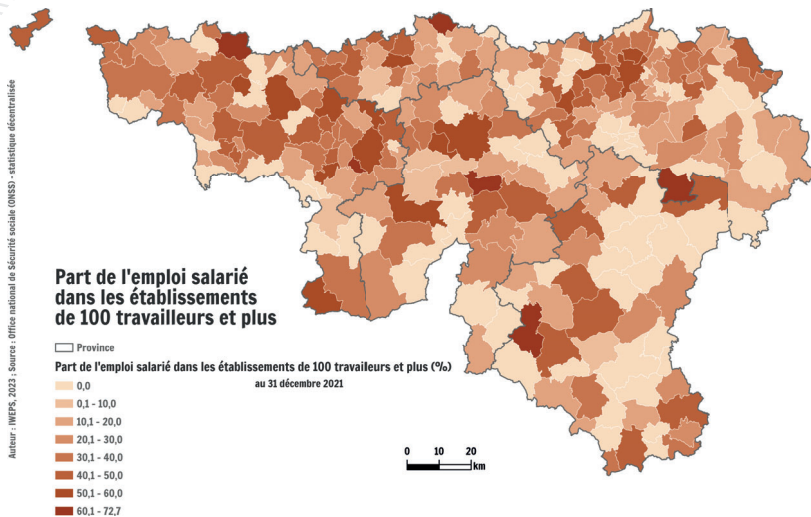 Auteur : IWEPS, 2023 ; Source : Office national de Sécurité sociale (ONSS) - statistique décentralisée
Part de l'emploi salarié
dans les établissements
de 100 travailleurs et plus
Province
Part de l'emploi salarié dans les établissements de 100 travailleurs et plus (%)
au 31 décembre 2021
0,0
0,1 - 10,0
10,1 - 20,0
20,1 - 30,0
30,1 - 40,0
40,1 - 50,0
50,1 - 60,0
60,1 - 72,7
0 10 20
km